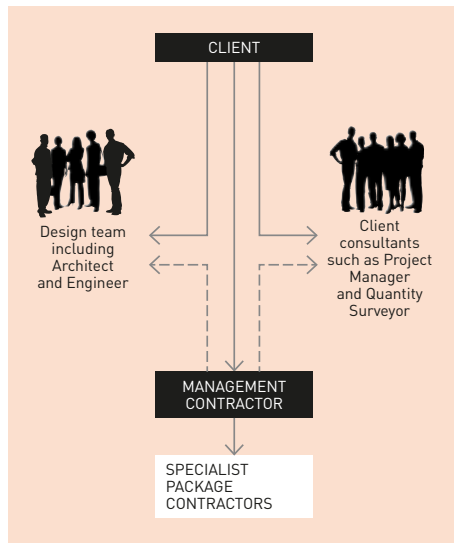 CLIENT
Design team
including
Architect
and Engineer
Client
consultants
such as Project
Manager
and Quantity
Surveyor
MANAGEMENT
CONTRACTOR
SPECIALIST
PACKAGE
CONTRACTORS